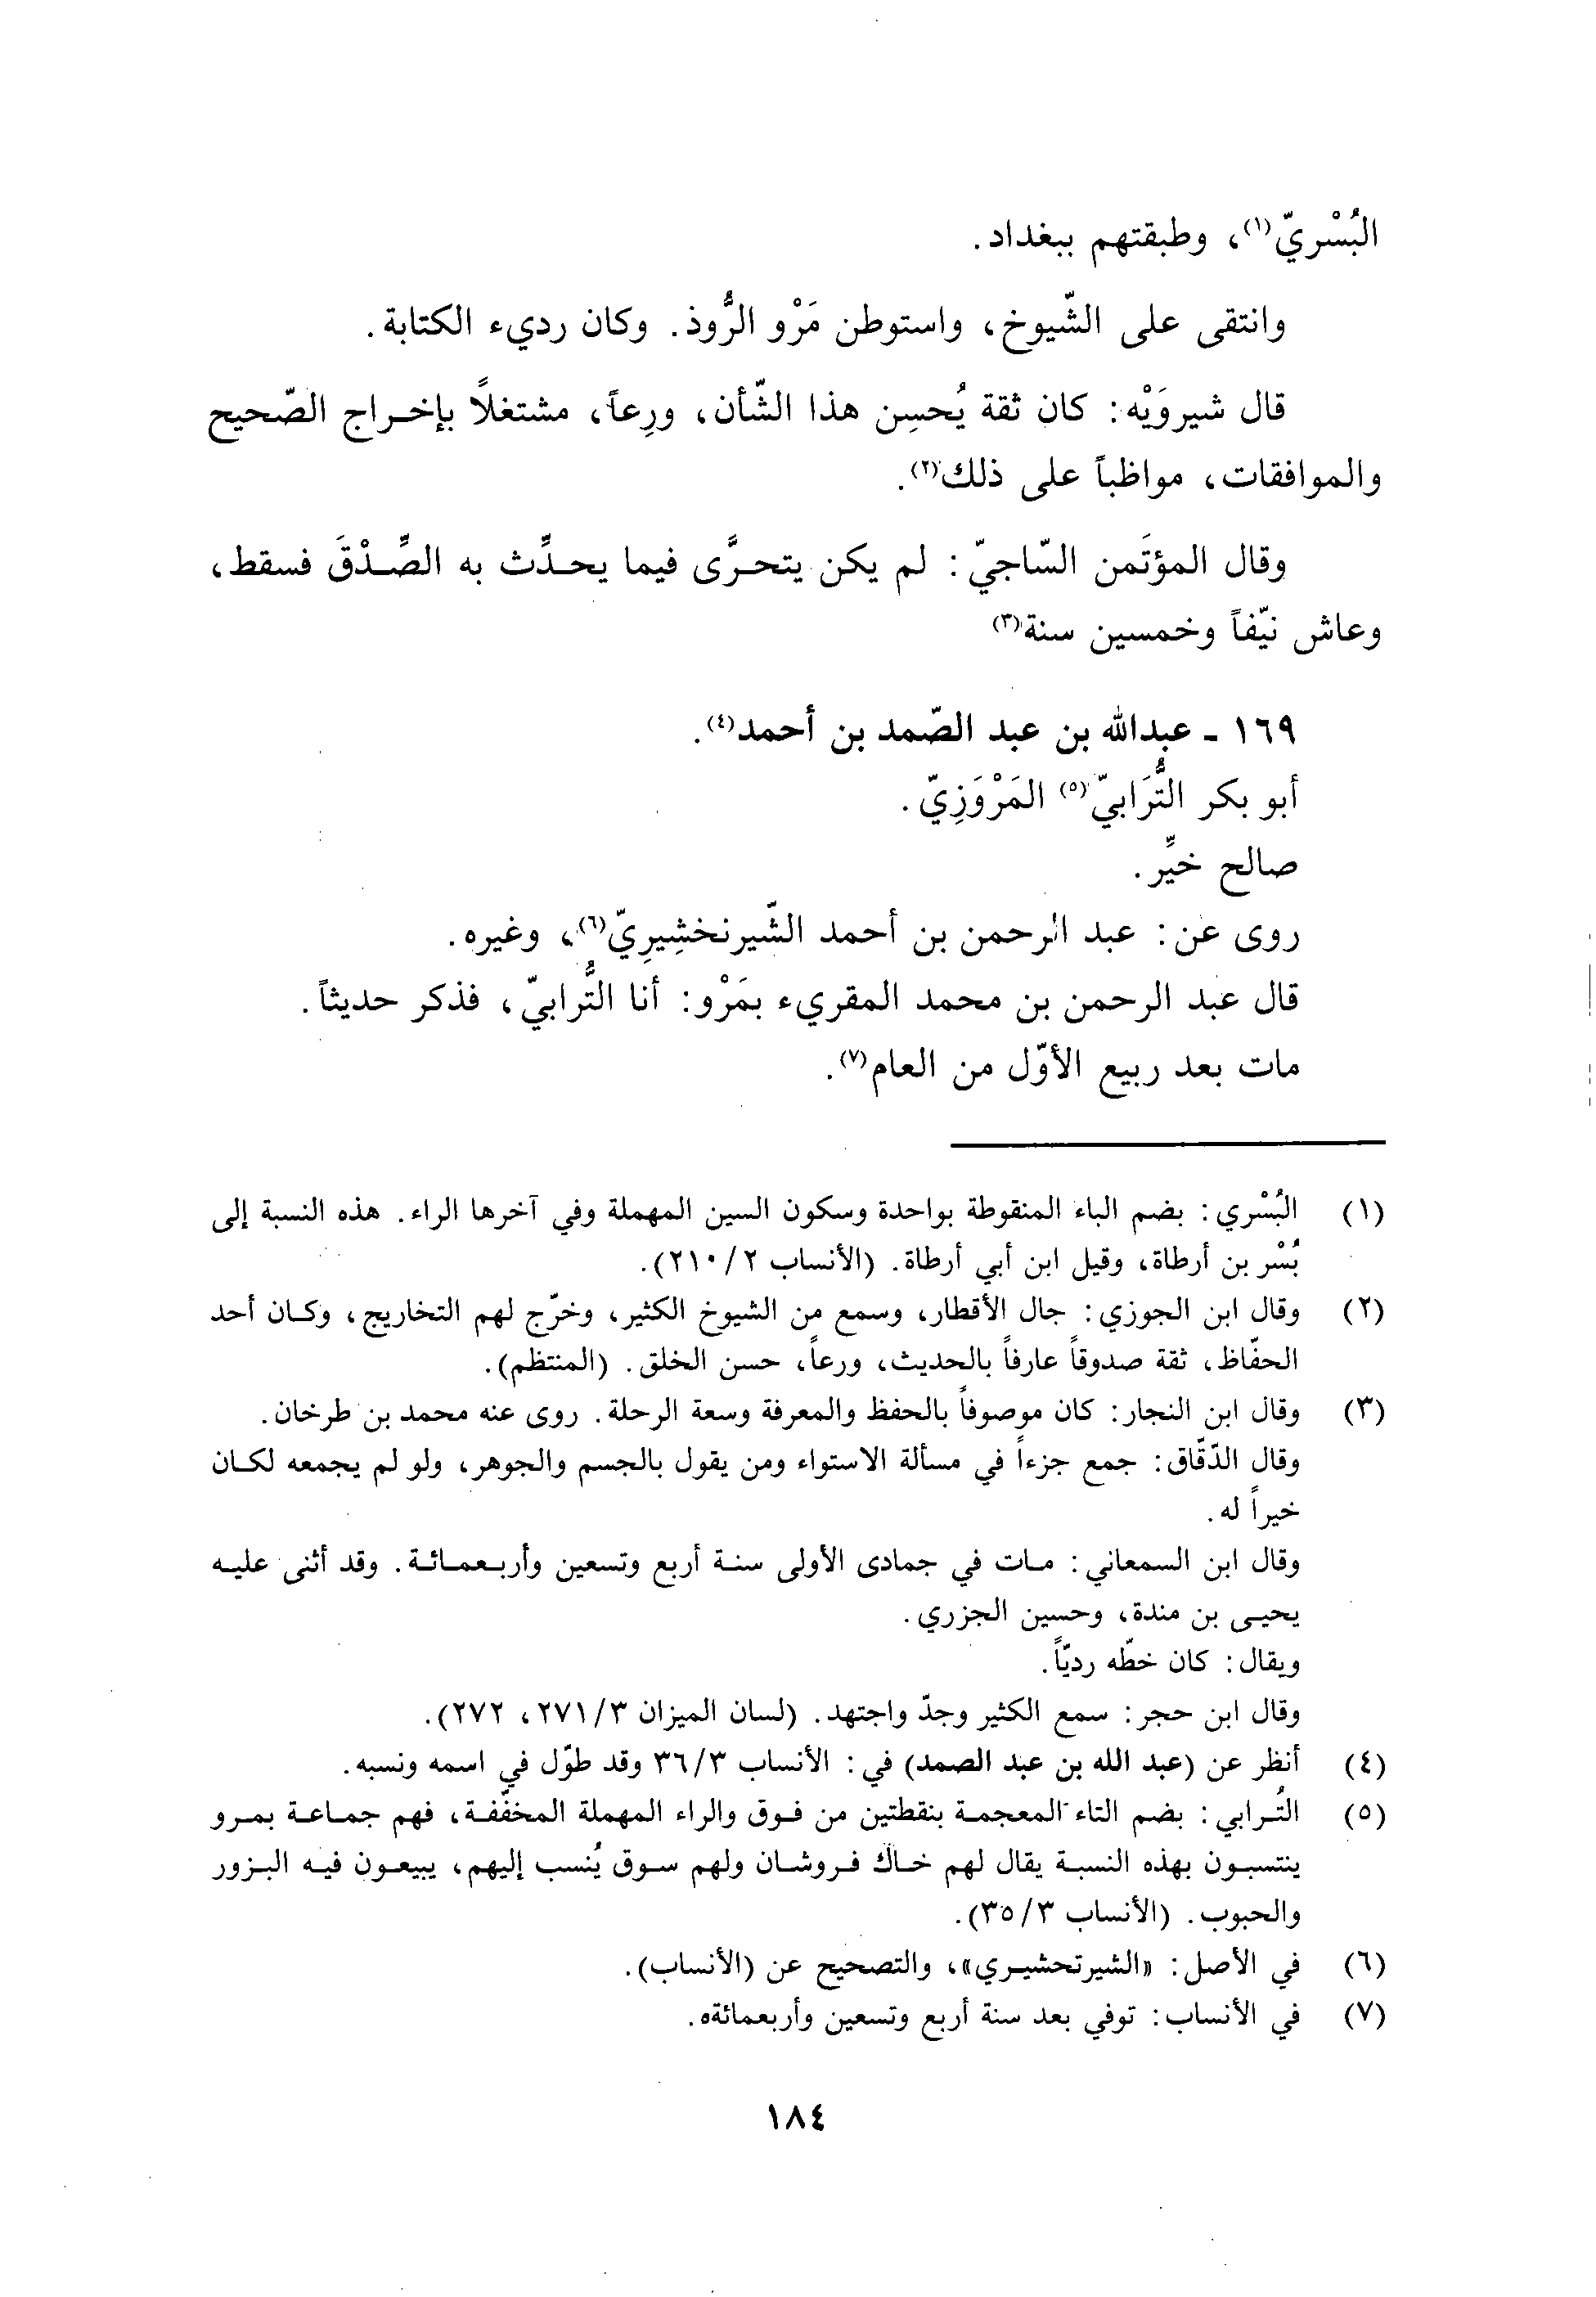 البُسْريّ(١)، وطبقتهم ببغداد.
وانتقى على الشّيوخ، واستوطن مَرْو الرُّوذ. وكان رديء الكتابة.
قال شيرَوَيْه: كان ثقة يُحسِن هذا الشّأن، ورِعاً، مشتغلًا بإخراج الصّحيح
والموافقات، مواظباً على ذلك(٢).
وقال المؤتَمن السّاجيّ: لم يكن يتحرَّى فيما يحدِّث به الصِّدْقَ فسقط،
وعاش نيّفاً وخمسين سنة(٣)
١٦٩ - عبدالله بن عبد الصّمد بن أحمد(٤).
أبو بكر التُّرَابيّ(٥) المَرْوَزِيّ.
صالح خيِّر.
روى عن: عبد الرحمن بن أحمد الشّيرنخشِيرِيّ(٦)، وغيره.
قال عبد الرحمن بن محمد المقريء بمَرْو: أنا التُّرابيّ، فذكر حديثاً.
مات بعد ربيع الأوّل من العام(٧).
(١) البُسْري: بضم الباء المنقوطة بواحدة وسكون السين المهملة وفي آخرها الراء. هذه النسبة إلى
بُسْر بن أرطاة، وقيل ابن أبي أرطاة. (الأنساب ٢/٢١٠).
(٢) وقال ابن الجوزي: جال الأقطار، وسمع من الشيوخ الكثير، وخرّج لهم التخاريج، وكان أحد
الحفّاظ، ثقة صدوقاً عارفاً بالحديث، ورعاً، حسن الخلق. (المنتظم).
(٣) وقال ابن النجار: كان موصوفاً بالحفظ والمعرفة وسعة الرحلة. روى عنه محمد بن طرخان.
وقال الدّقّاق: جمع جزءاً في مسألة الاستواء ومن يقول بالجسم والجوهر، ولو لم يجمعه لكان
خيراً له.
وقال ابن السمعاني: مات في جمادى الأولى سنة أربع وتسعين وأربعمائة. وقد أثنى عليه
يحيى بن مندة، وحسين الجزري.
ويقال: كان خطّه رديّاً.
وقال ابن حجر: سمع الكثير وجدّ واجتهد. (لسان الميزان ٣/٢٧١، ٢٧٢).
(٤) أنظر عن (عبد الله بن عبد الصمد) في: الأنساب ٣/٣٦ وقد طوّل في اسمه ونسبه.
(٥) التُرابي: بضم التاء المعجمة بنقطتين من فوق والراء المهملة المخفّفة، فهم جماعة بمرو
ينتسبون بهذه النسبة يقال لهم خاك فروشان ولهم سوق يُنسب إليهم، يبيعون فيه البزور
والحبوب. (الأنساب ٣/٣٥).
(٦) في الأصل: «الشيرتحشيري»، والتصحيح عن (الأنساب).
(٧) في الأنساب: توفي بعد سنة أربع وتسعين وأربعمائةه.
١٨٤